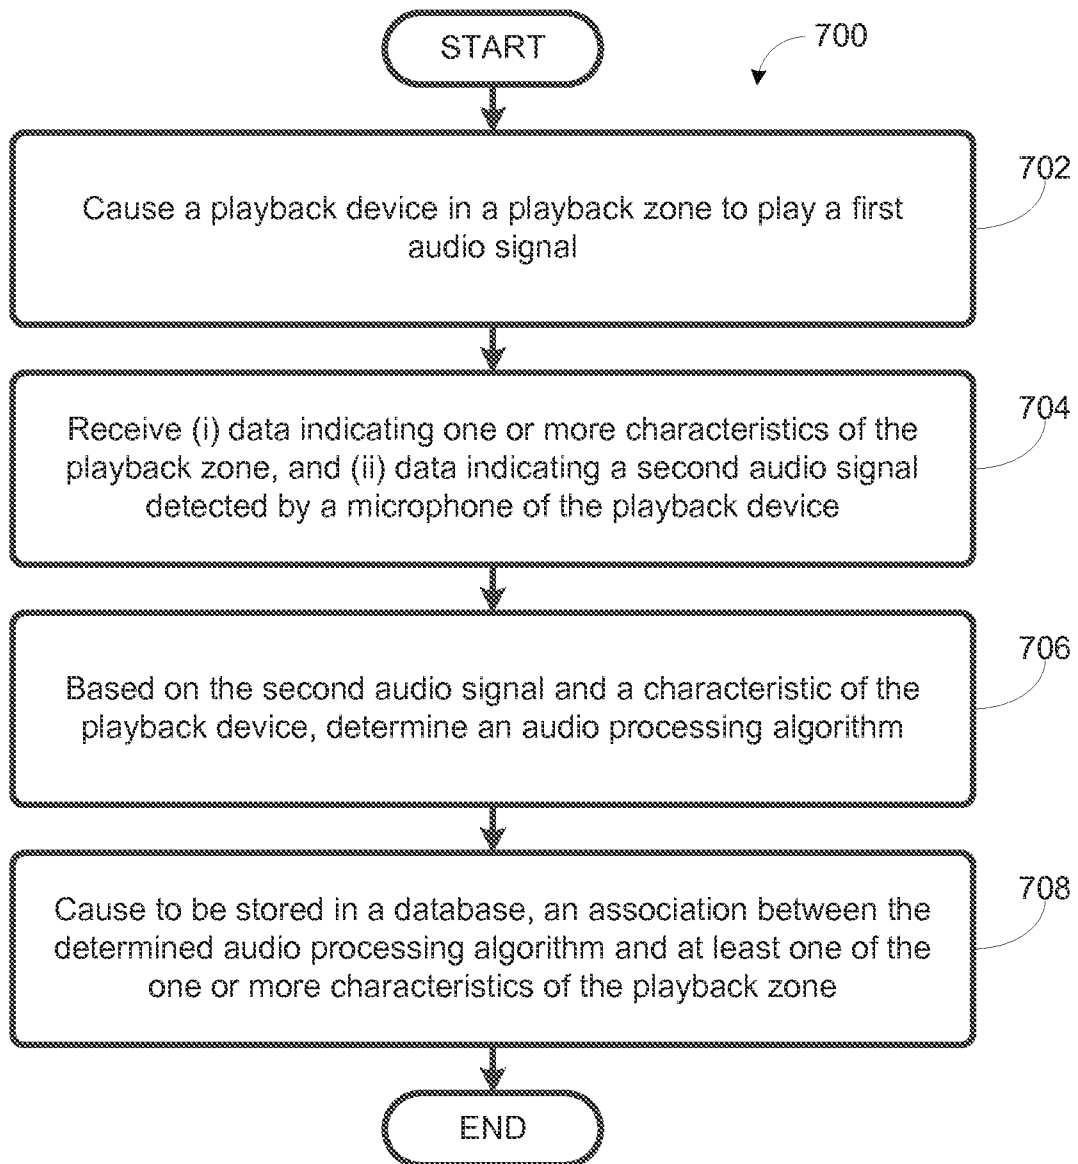 START
700
702
Cause a playback device in a playback zone to play a first
audio signal
704
Receive (i) data indicating one or more characteristics of the
playback zone, and (ii) data indicating a second audio signal
detected by a microphone of the playback device
706
Based on the second audio signal and a characteristic of the
playback device, determine an audio processing algorithm
708
Cause to be stored in a database, an association between the
determined audio processing algorithm and at least one of the
one or more characteristics of the playback zone
END